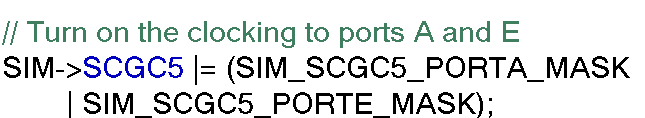 // Turn on the clocking to ports A and E
SIM->SCGC5 |= (SIM_SCGC5_PORTA_MASK
| SIM_SCGC5_PORTE_MASK);